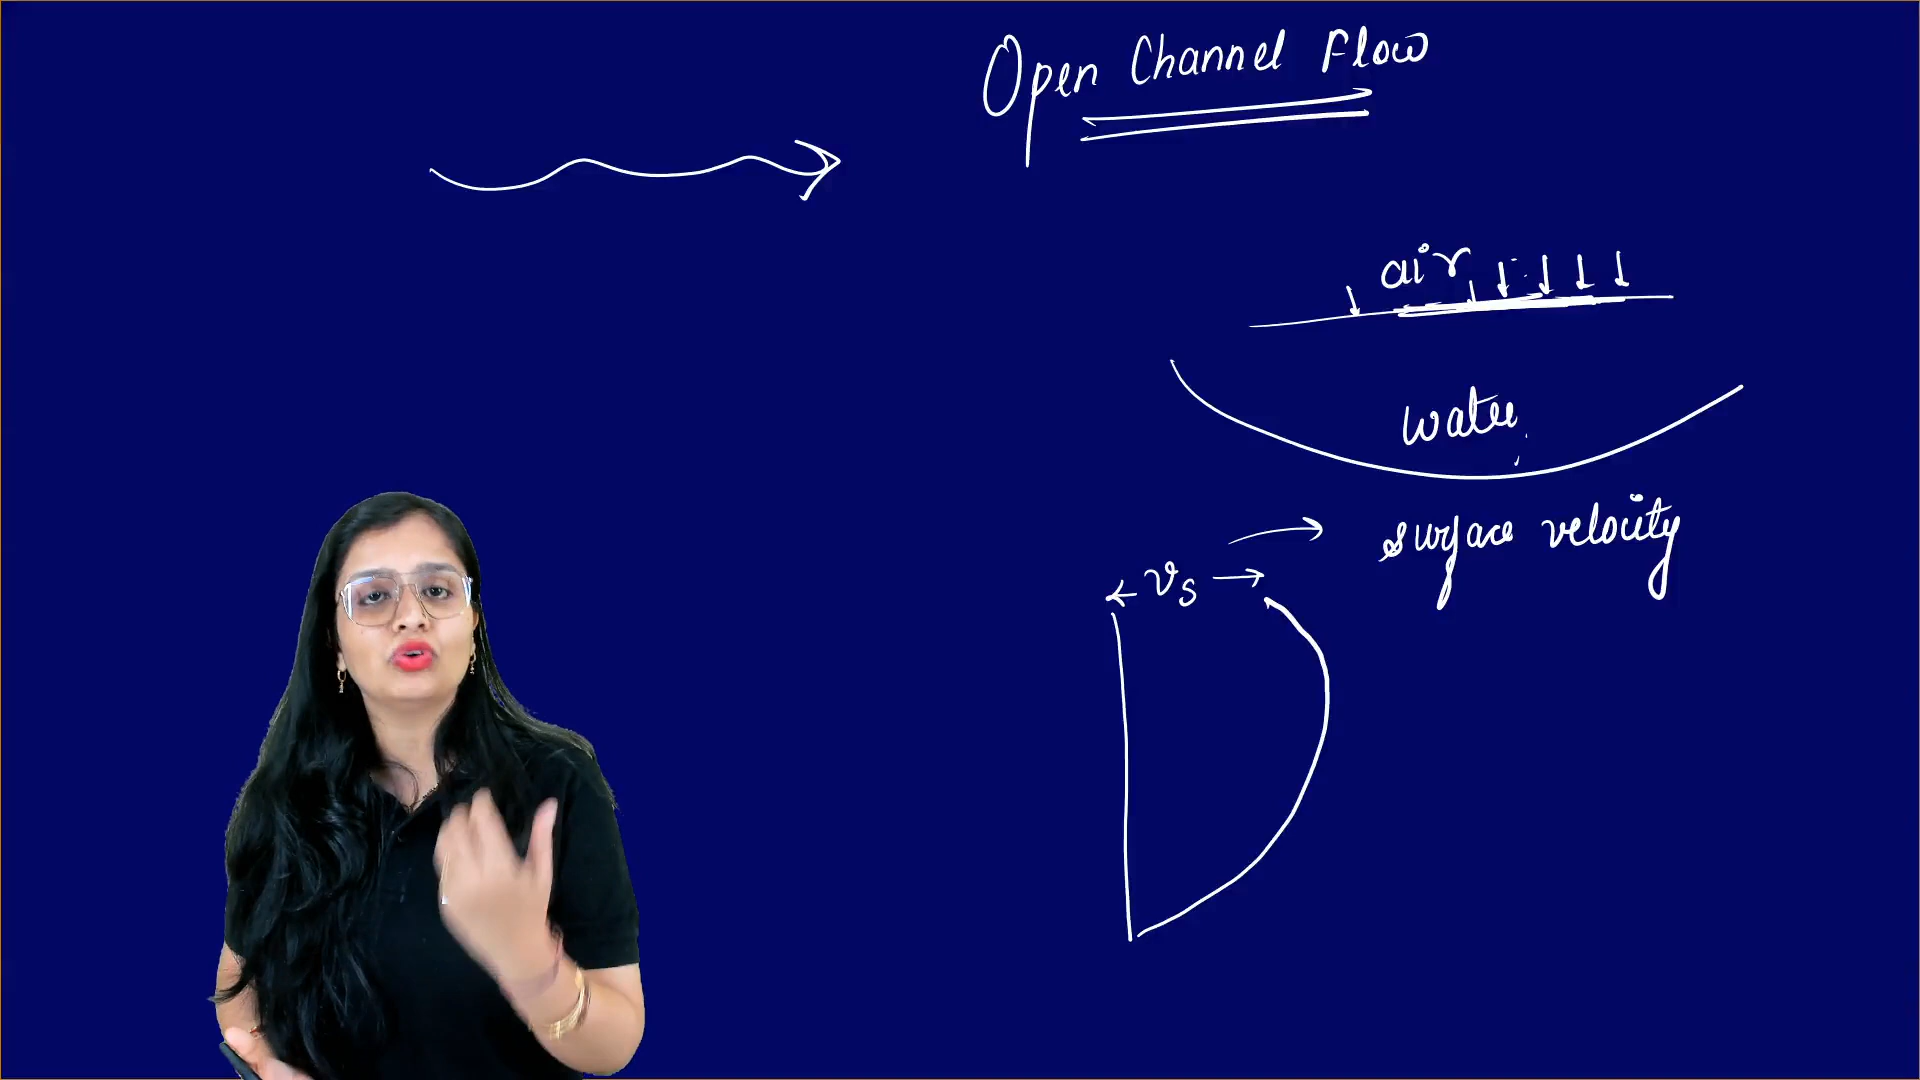 Open Channel Flow
air
water
surface velocity
vs